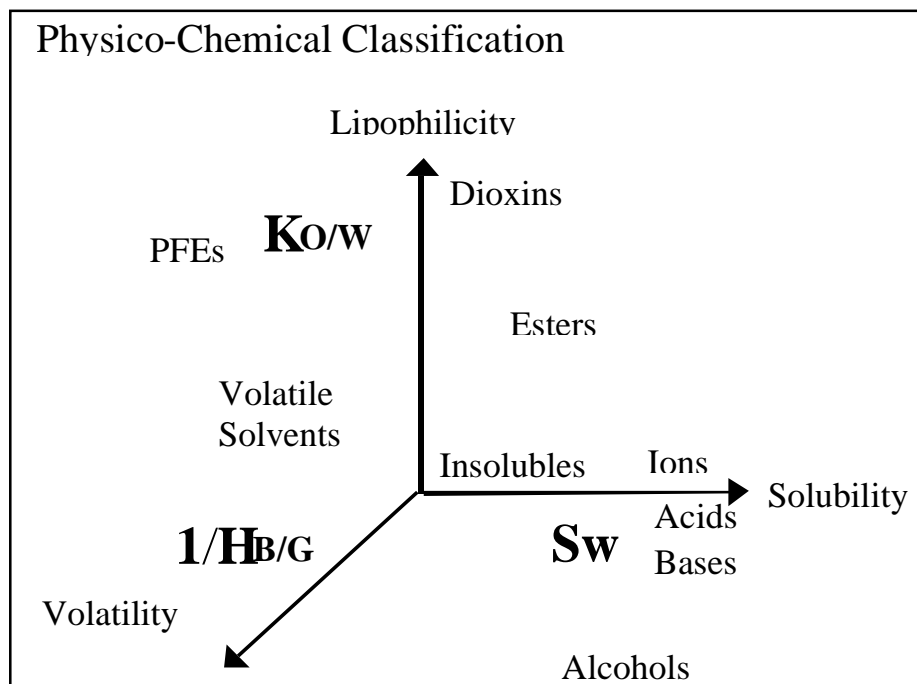 Physico-Chemical Classification
Lipophilicity
Dioxins
PFEs
KO/W
Esters
Volatile
Solvents
Insolubles
Ions
Solubility
Acids
Bases
1/HB/G
Sw
Volatility
Alcohols